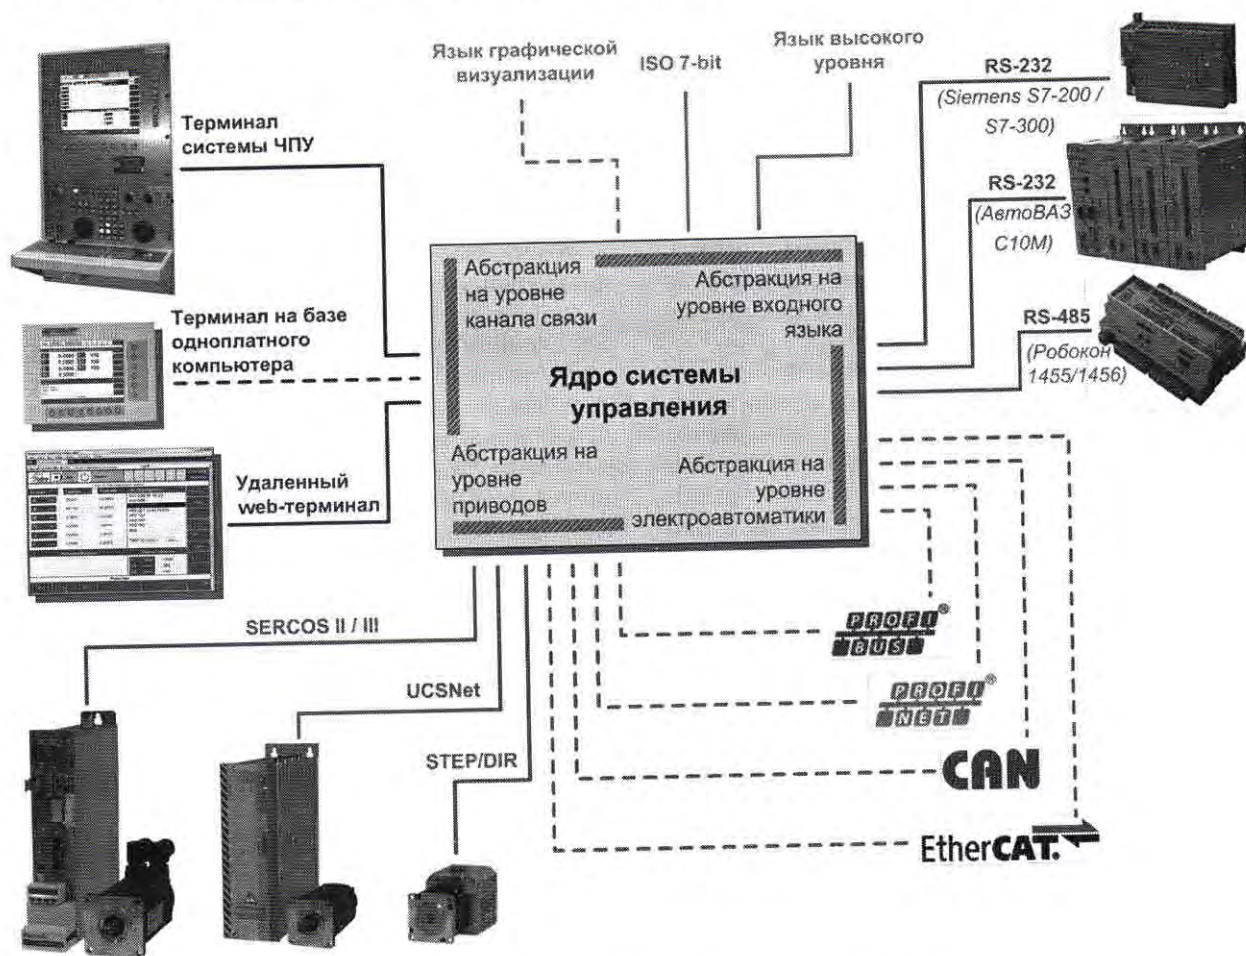 Язык графической
визуализации
ISO 7-bit
Язык высокого
уровня
RS-232
(Siemens S7-200 /
S7-300)
Терминал
системы ЧПУ
RS-232
(АвтоВАЗ
С10М)
Абстракция
на уровне
канала связи
Абстракция на
уровне входного
языка
Терминал на базе
одноплатного
компьютера
RS-485
(Робокон
1455/1456)
Ядро системы
управления
Удаленный
web-терминал
Абстракция на
уровне
приводов
Абстракция на
уровне
электроавтоматики
SERCOS II / III
PROFI
BUS
UCSNet
PROFI
NET
STEP/DIR
CAN
EtherCAT.